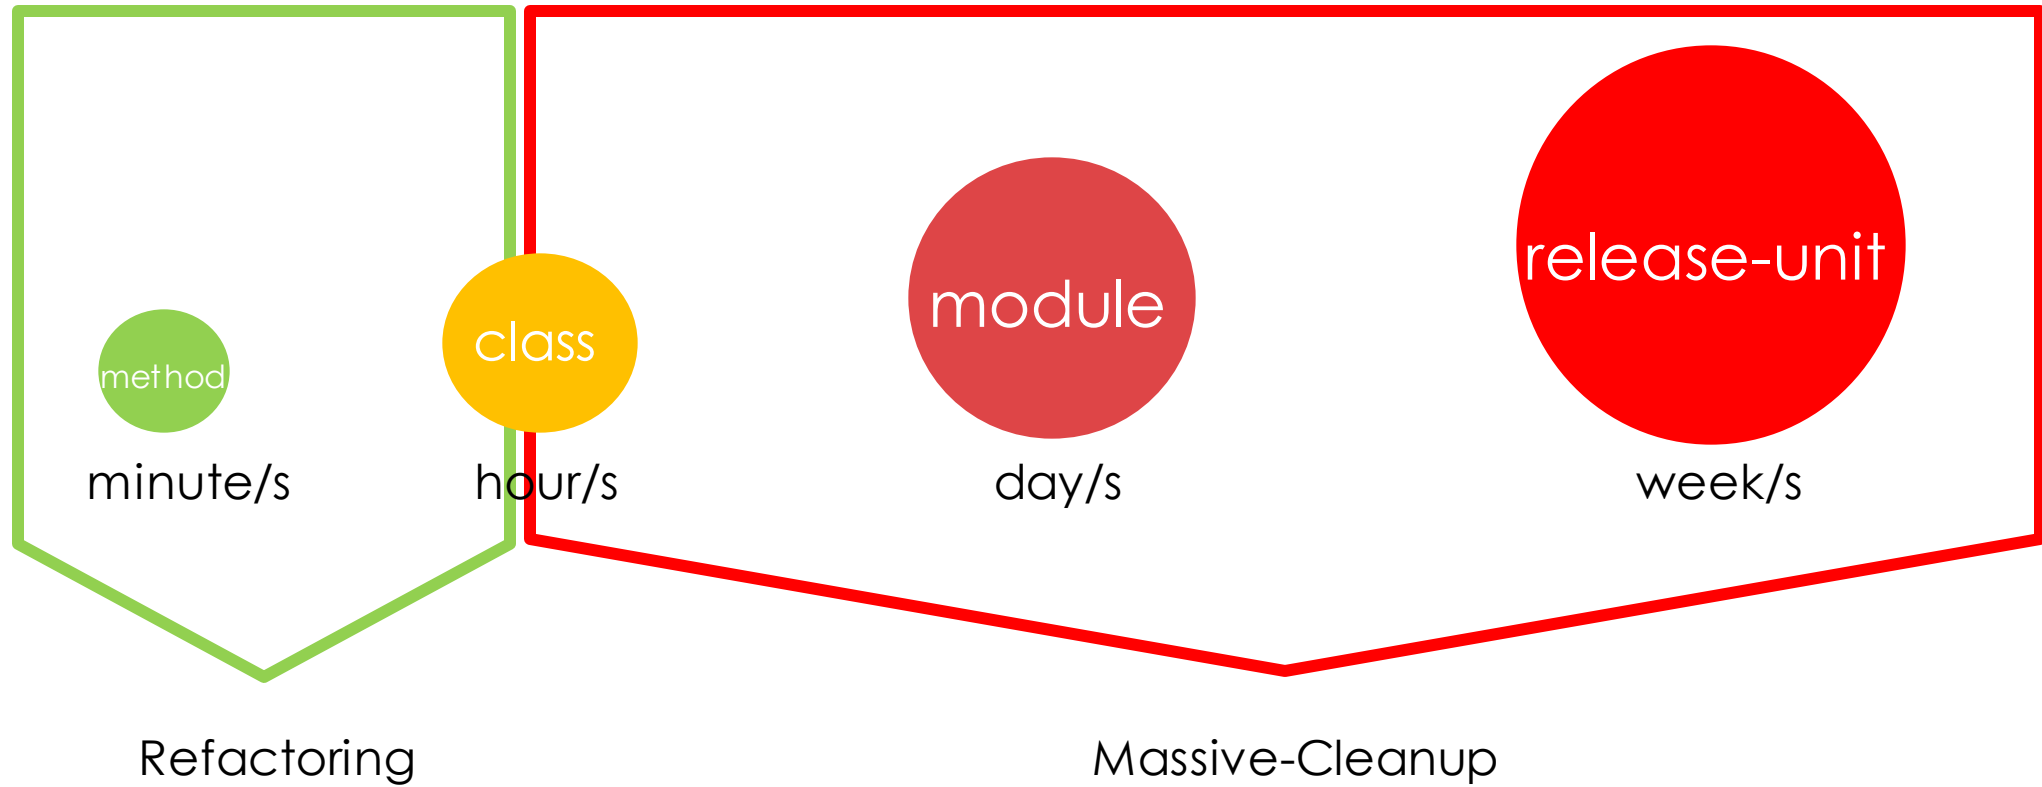 method
class
module
release-unit
minute/s
hour/s
day/s
week/s
Refactoring
Massive-Cleanup